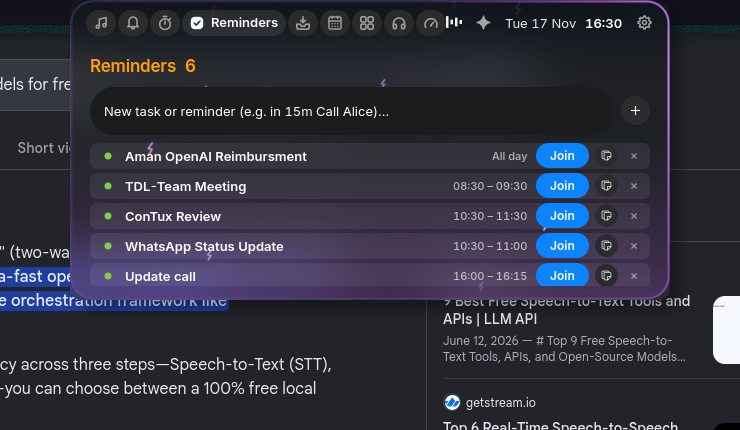 Reminders
Tue 17 Nov 16:30
Reminders 6
New task or reminder (e.g. in 15m Call Alice)...
+
Aman OpenAI Reimbursment All day Join ×
TDL-Team Meeting 08:30 – 09:30 Join ×
ConTux Review 10:30 – 11:30 Join ×
WhatsApp Status Update 10:30 – 11:00 Join ×
Update call 16:00 – 16:15 Join ×
for fre
Short
" (two-wa
a-fast ope
e orchestration framework like
cy across three steps—Speech-to-Text (STT),
-you can choose between a 100% free local
9 Best Free Speech-to-Text Tools and
APIs | LLM API
June 12, 2026 — # Top 9 Free Speech-to-
Text Tools, APIs, and Open-Source Models...
getstream.io
Top 6 Real-Time Speech-to-Speech